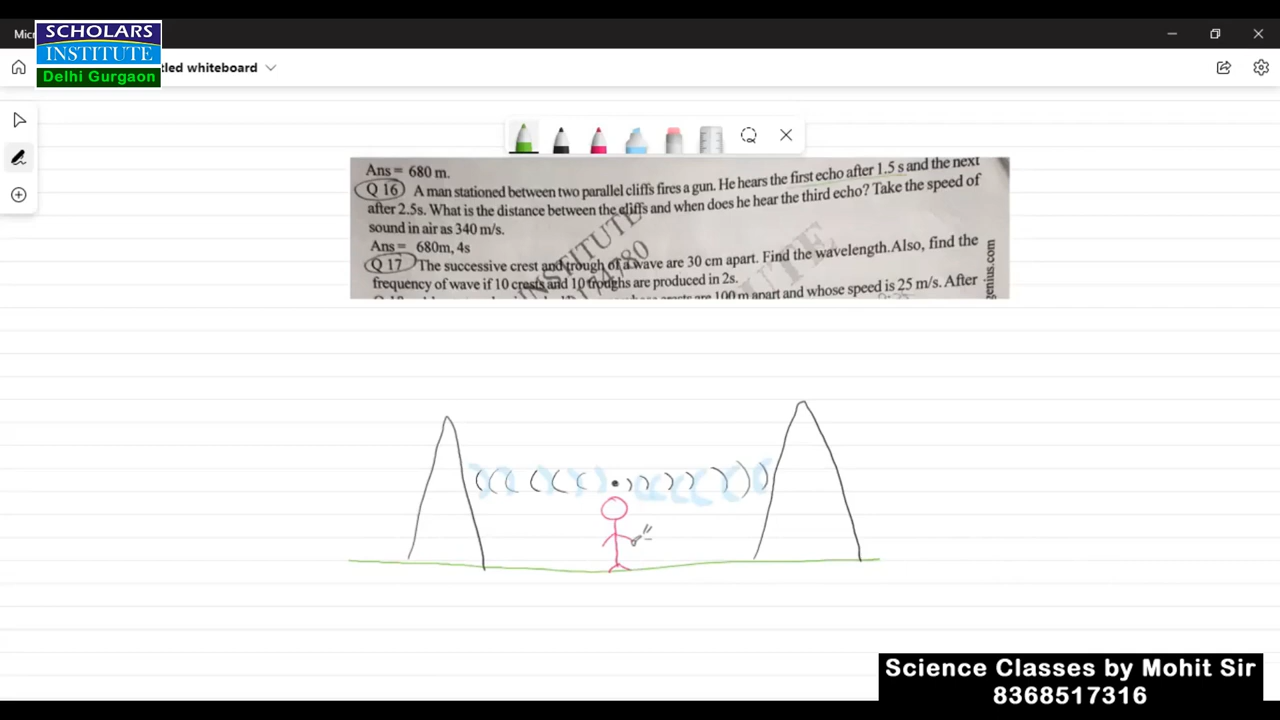 Mic
SCHOLARS
INSTITUTE
Delhi Gurgaon
tled whiteboard
Ans = 680 m.
Q 16 A man stationed between two parallel cliffs fires a gun. He hears the first echo after 1.5 s and the next
after 2.5s. What is the distance between the cliffs and when does he hear the third echo? Take the speed of
sound in air as 340 m/s.
Ans = 680m, 4s
Q 17 The successive crest and trough of a wave are 30 cm apart. Find the wavelength.Also, find the
frequency of wave if 10 crests and 10 troughs are produced in 2s.
are 100 m apart and whose speed is 25 m/s. After
INSTITUTE
genius.com
Science Classes by Mohit Sir
8368517316